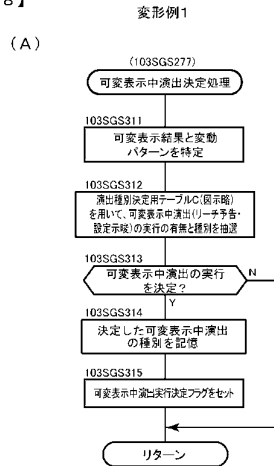 g】
変形例1
（A）
(103SGS277)
可変表示中演出決定処理
103SGS311
可変表示結果と変動
パターンを特定
103SGS312
演出種別決定用テーブルC(図示略)
を用いて、可変表示中演出(リーチ予告・
設定示唆)の実行の有無と種別を抽選
103SGS313
可変表示中演出の実行
を決定？
N
Y
103SGS314
決定した可変表示中演出
の種別を記憶
103SGS315
可変表示中演出実行決定フラグをセット
リターン